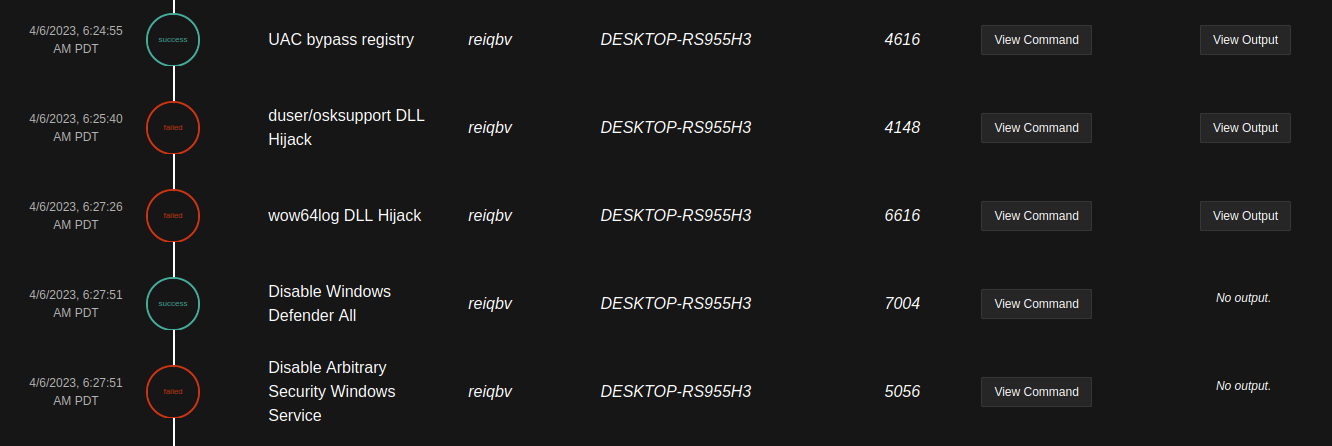 4/6/2023, 6:24:55
AM PDT
success
UAC bypass registry
reiqbv
DESKTOP-RS955H3
4616
View Command
View Output
4/6/2023, 6:25:40
AM PDT
failed
duser/osksupport DLL
Hijack
reiqbv
DESKTOP-RS955H3
4148
View Command
View Output
4/6/2023, 6:27:26
AM PDT
failed
wow64log DLL Hijack
reiqbv
DESKTOP-RS955H3
6616
View Command
View Output
4/6/2023, 6:27:51
AM PDT
success
Disable Windows
Defender All
reiqbv
DESKTOP-RS955H3
7004
View Command
No output.
4/6/2023, 6:27:51
AM PDT
failed
Disable Arbitrary
Security Windows
Service
reiqbv
DESKTOP-RS955H3
5056
View Command
No output.